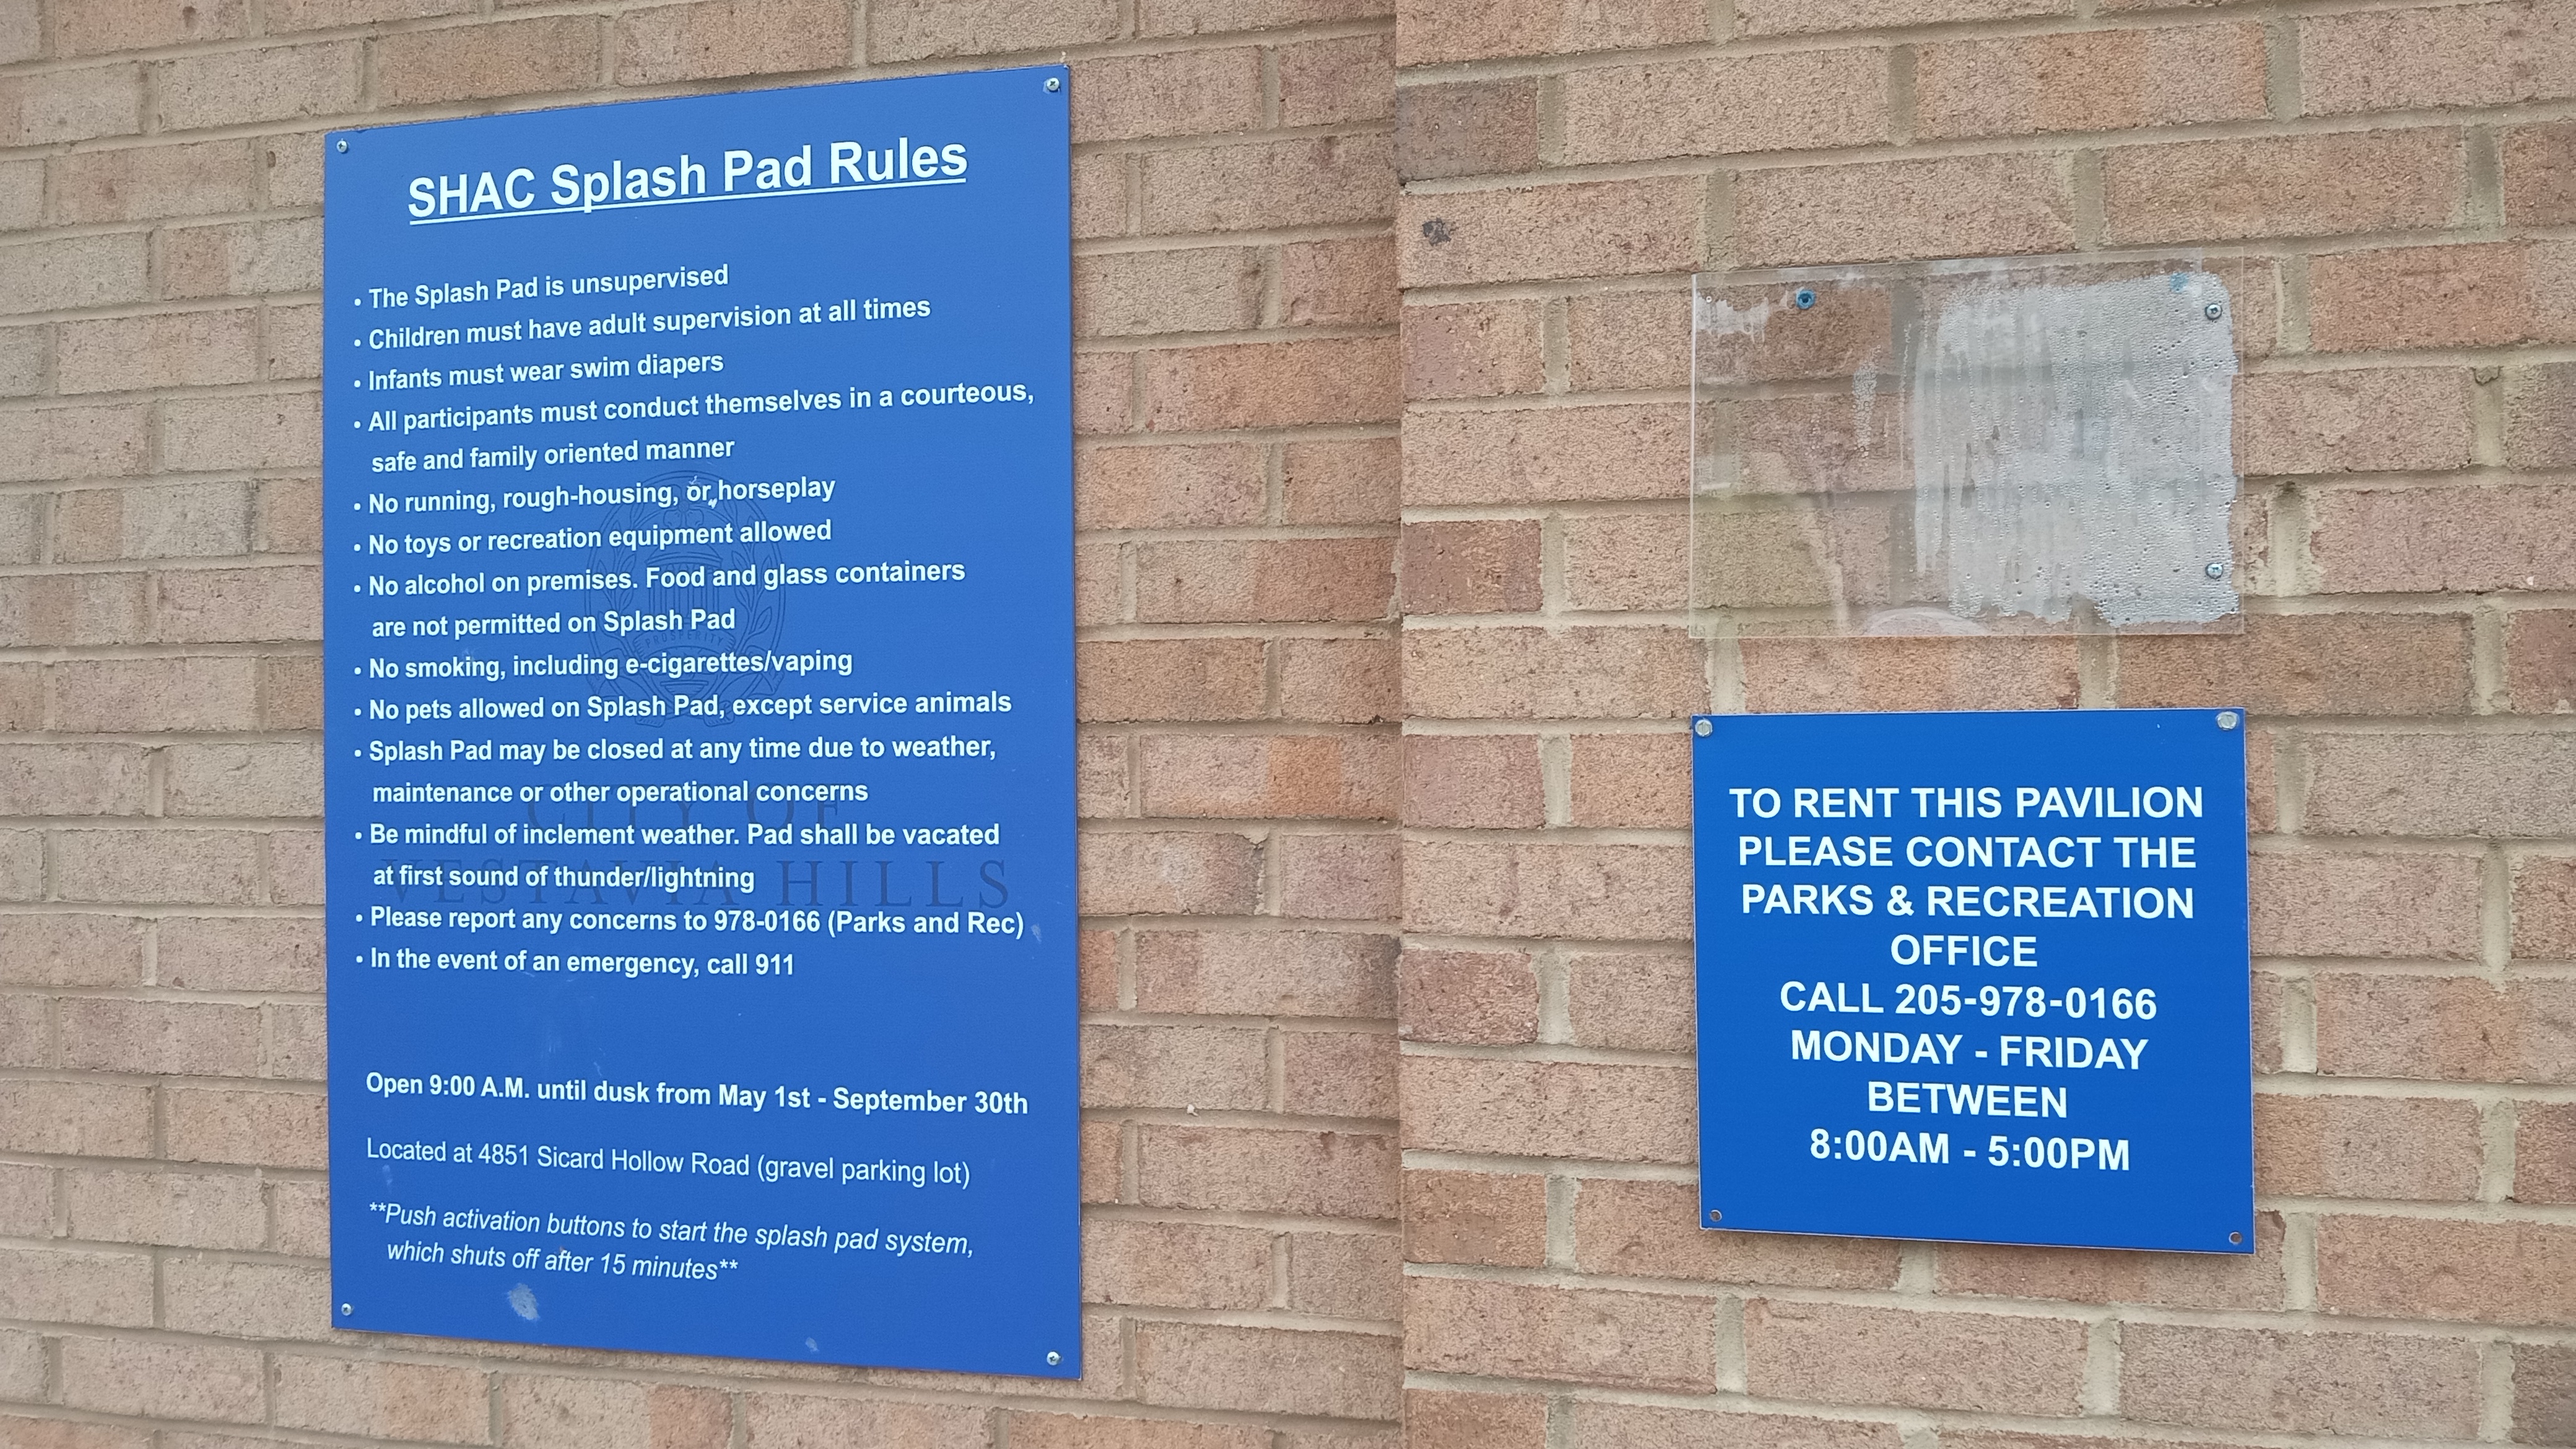 SHAC Splash Pad Rules
• The Splash Pad is unsupervised
• Children must have adult supervision at all times
• Infants must wear swim diapers
• All participants must conduct themselves in a courteous,
safe and family oriented manner
• No running, rough-housing, or horseplay
• No toys or recreation equipment allowed
• No alcohol on premises. Food and glass containers
are not permitted on Splash Pad
• No smoking, including e-cigarettes/vaping
• No pets allowed on Splash Pad, except service animals
• Splash Pad may be closed at any time due to weather,
maintenance or other operational concerns
• Be mindful of inclement weather. Pad shall be vacated
at first sound of thunder/lightning
• Please report any concerns to 978-0166 (Parks and Rec)
• In the event of an emergency, call 911
Open 9:00 A.M. until dusk from May 1st - September 30th
Located at 4851 Sicard Hollow Road (gravel parking lot)
**Push activation buttons to start the splash pad system,
which shuts off after 15 minutes**
PROSPERITY
CITY OF
VESTAVIA HILLS
TO RENT THIS PAVILION
PLEASE CONTACT THE
PARKS & RECREATION
OFFICE
CALL 205-978-0166
MONDAY - FRIDAY
BETWEEN
8:00AM - 5:00PM